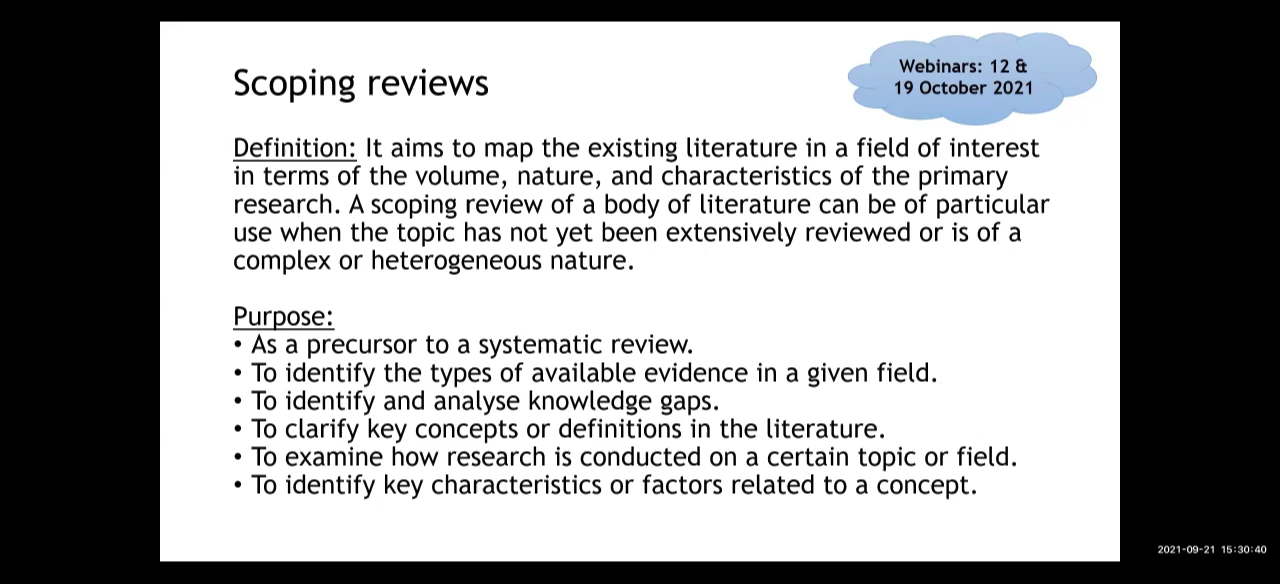 Scoping reviews
Webinars: 12 &
19 October 2021
Definition: It aims to map the existing literature in a field of interest
in terms of the volume, nature, and characteristics of the primary
research. A scoping review of a body of literature can be of particular
use when the topic has not yet been extensively reviewed or is of a
complex or heterogeneous nature.
Purpose:
• As a precursor to a systematic review.
• To identify the types of available evidence in a given field.
• To identify and analyse knowledge gaps.
• To clarify key concepts or definitions in the literature.
• To examine how research is conducted on a certain topic or field.
• To identify key characteristics or factors related to a concept.
2021-09-21 15:30:40